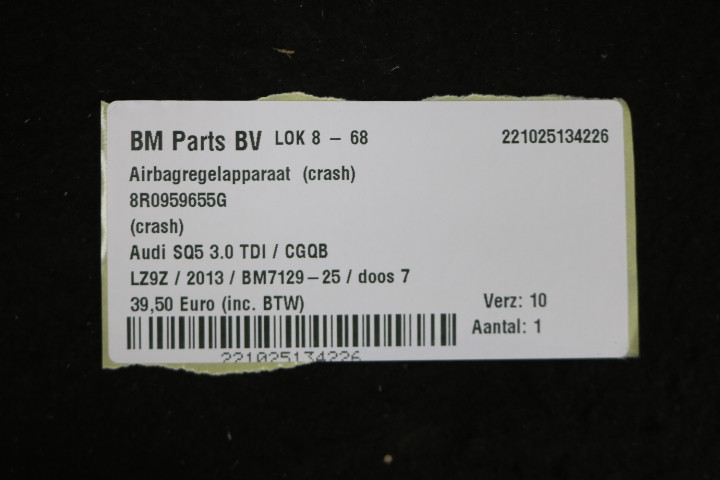 BM Parts BV LOK 8 - 68 221025134226
Airbagregelapparaat (crash)
8R0959655G
(crash)
Audi SQ5 3.0 TDI / CGQB
LZ9Z / 2013 / BM7129-25 / doos 7
39,50 Euro (inc. BTW) Verz: 10
Aantal: 1
221025134226